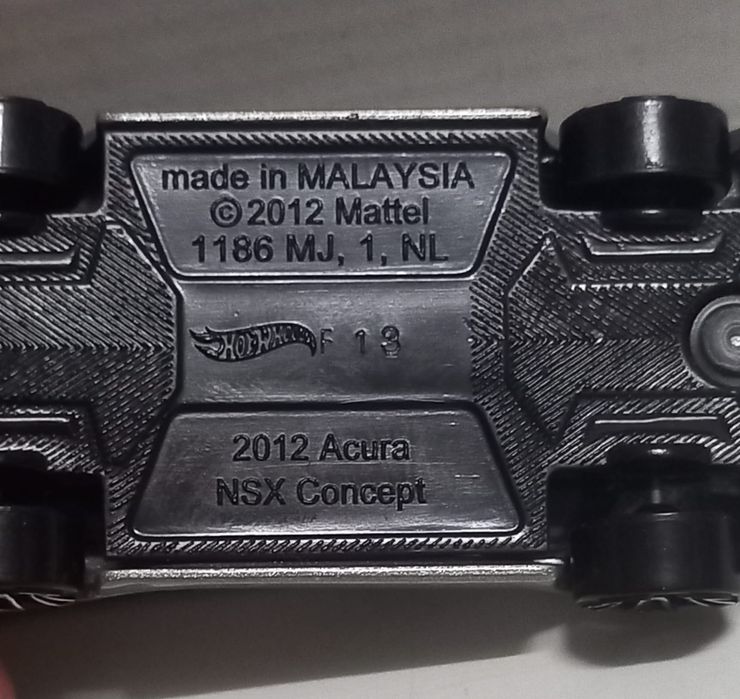 made in MALAYSIA
©2012 Mattel
1186 MJ, 1, NL
HOT WHEELS F 13
2012 Acura
NSX Concept